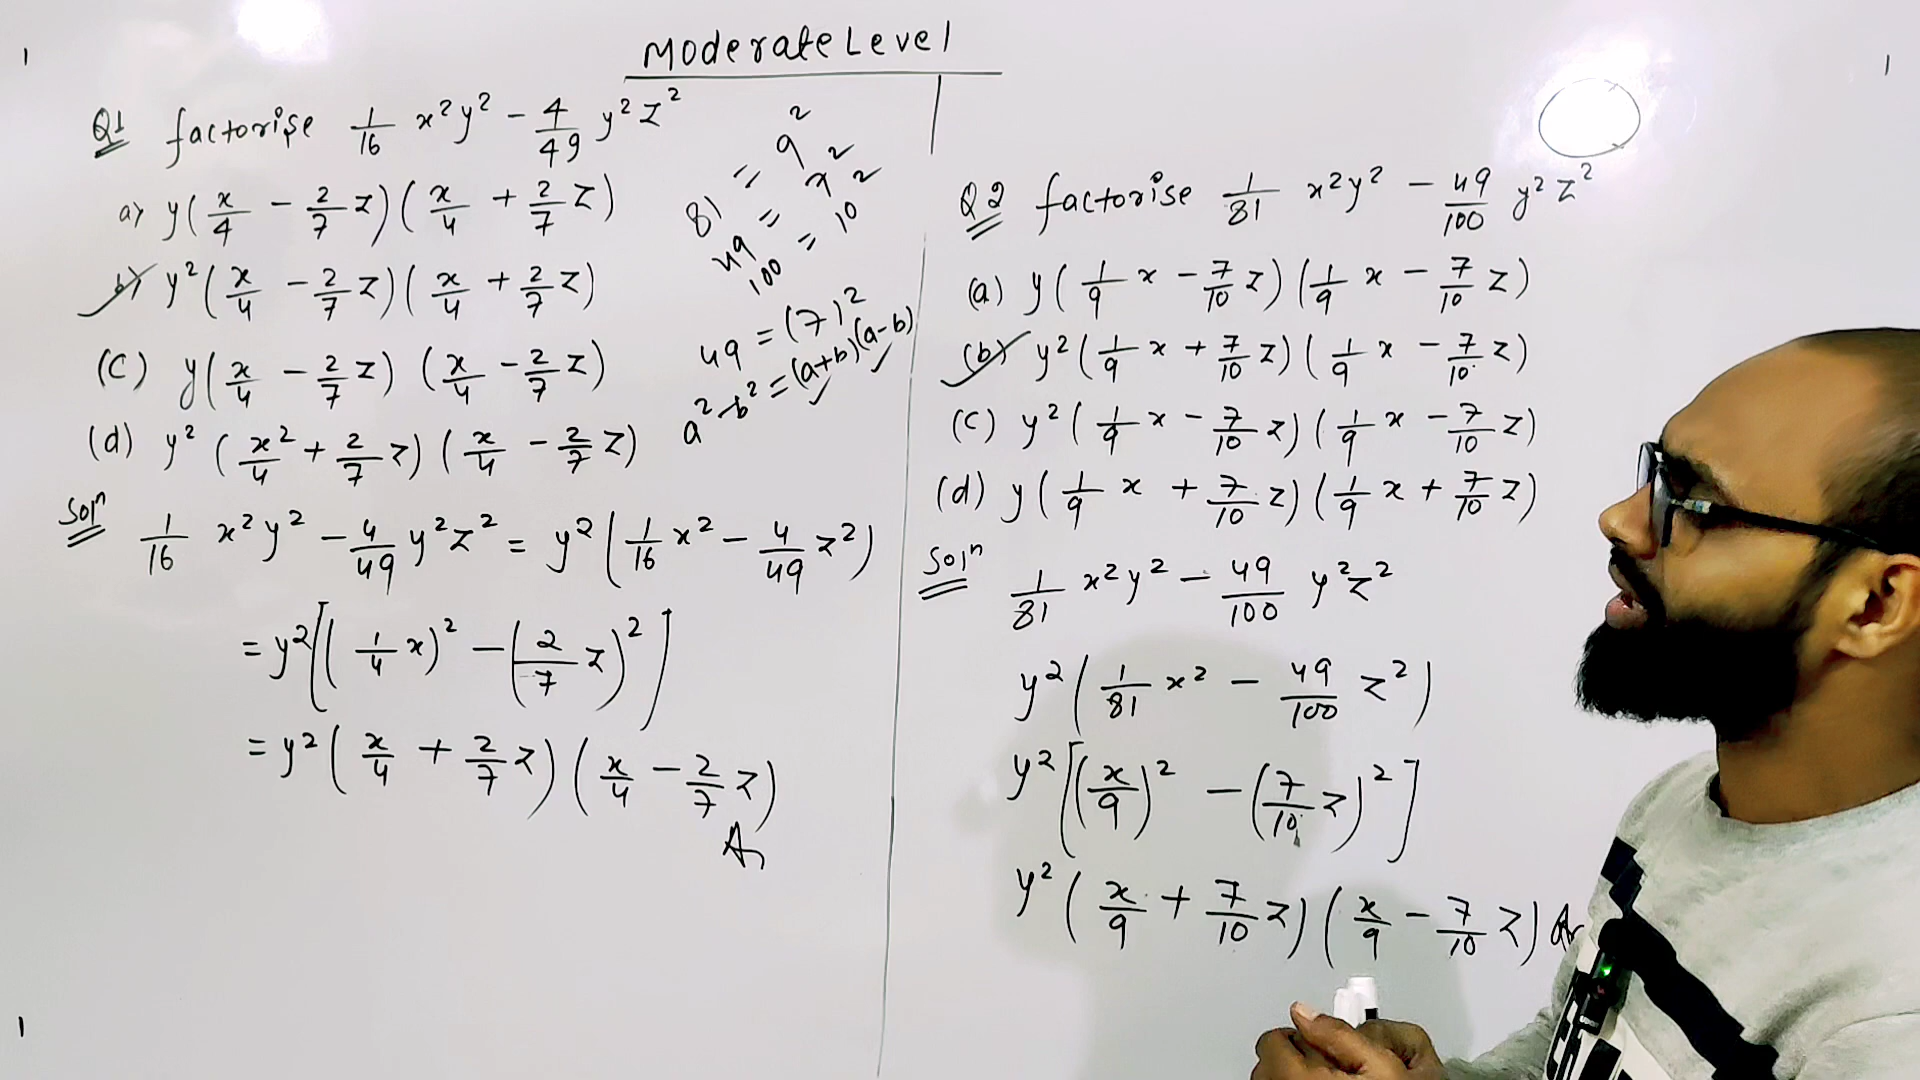 Moderate Level
Q1 factorise 1/16 x²y² - 4/49 y²z²
a) y(x/4 - 2/7 z)(x/4 + 2/7 z)
b) y²(x/4 - 2/7 z)(x/4 + 2/7 z)
(c) y(x/4 - 2/7 z)(x/4 - 2/7 z)
(d) y²(x²/4 + 2/7 z)(x/4 - 2/7 z)
Solⁿ
1/16 x²y² - 4/49 y²z² = y²(1/16 x² - 4/49 z²)
= y²[(1/4 x)² - (2/7 z)²]
= y²(x/4 + 2/7 z)(x/4 - 2/7 z)
81 = 9²
100 = 10²
49 = (7)²
a² - b² = (a+b)(a-b)
Q2 factorise 1/81 x²y² - 49/100 y²z²
(a) y(1/9 x - 7/10 z)(1/9 x - 7/10 z)
(b) y²(1/9 x + 7/10 z)(1/9 x - 7/10 z)
(c) y²(1/9 x - 7/10 z)(1/9 x - 7/10 z)
(d) y(1/9 x + 7/10 z)(1/9 x + 7/10 z)
Solⁿ
1/81 x²y² - 49/100 y²z²
y²(1/81 x² - 49/100 z²)
y²[(x/9)² - (7/10 z)²]
y²(x/9 + 7/10 z)(x/9 - 7/10 z)